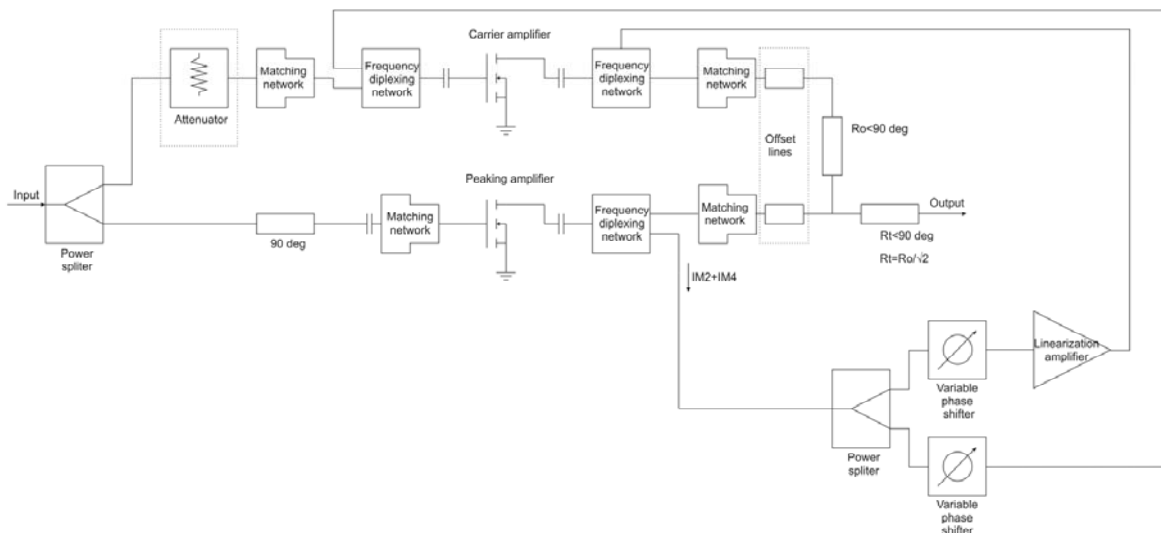 Carrier amplifier
Attenuator
Matching
network
Frequency
diplexing
network
Frequency
diplexing
network
Matching
network
Offset
lines
Ro<90 deg
Input
Power
spliter
90 deg
Matching
network
Peaking amplifier
Frequency
diplexing
network
Matching
network
Output
Rt<90 deg
Rt=Ro/√2
IM2+IM4
Power
spliter
Variable
phase
shifter
Linearization
amplifier
Variable
phase
shifter